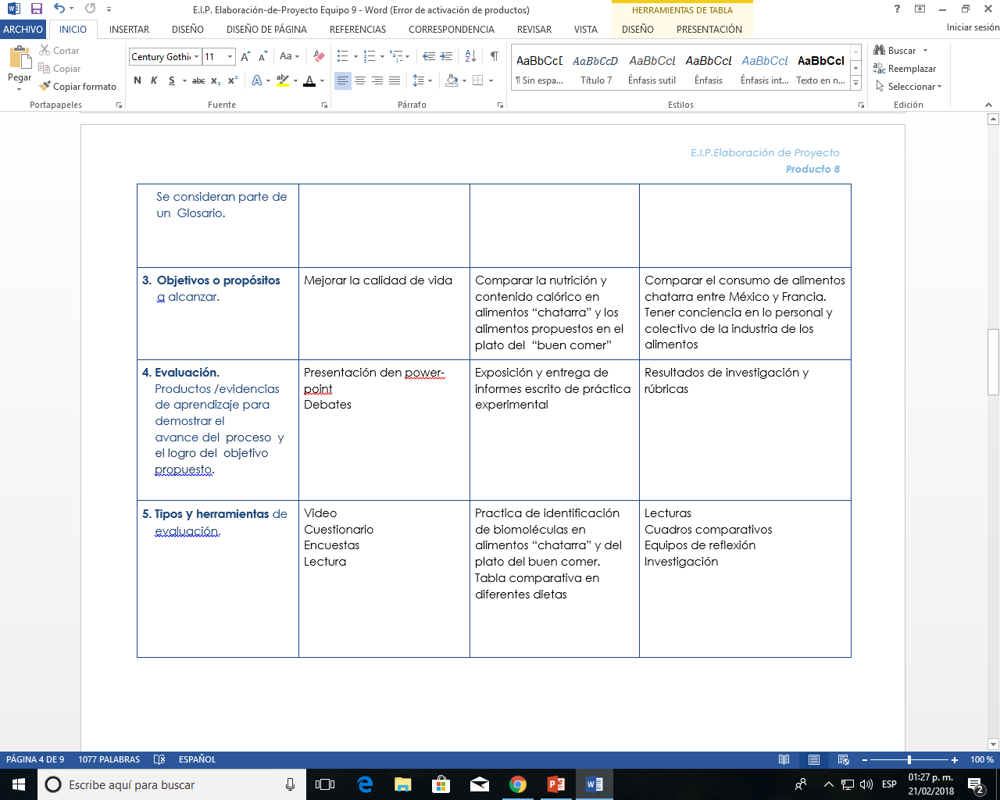 E.I.P. Elaboración-de-Proyecto Equipo 9 - Word (Error de activación de productos)
HERRAMIENTAS DE TABLA
ARCHIVO INICIO INSERTAR DISEÑO DISEÑO DE PÁGINA REFERENCIAS CORRESPONDENCIA REVISAR VISTA DISEÑO PRESENTACIÓN
Iniciar sesión
Pegar
Cortar
Copiar
Copiar formato
Portapapeles
Century Gothi 11
N K S abc x₂ x²
Fuente
Párrafo
AaBbCcD AaBbCcD AaBbCcL AaBbCcL AaBbCcL AaBbCcl
¶ Sin espa... Título 7 Énfasis sutil Énfasis Énfasis int... Texto en n...
Estilos
Buscar
Reemplazar
Seleccionar
Edición
E.I.P.Elaboración de Proyecto
Producto 8
Se consideran parte de
un Glosario.
3. Objetivos o propósitos
a alcanzar.
Mejorar la calidad de vida
Comparar la nutrición y
contenido calórico en
alimentos “chatarra” y los
alimentos propuestos en el
plato del “buen comer”
Comparar el consumo de alimentos
chatarra entre México y Francia.
Tener conciencia en lo personal y
colectivo de la industria de los
alimentos
4. Evaluación.
Productos /evidencias
de aprendizaje para
demostrar el
avance del proceso y
el logro del objetivo
propuesto.
Presentación den power-
point
Debates
Exposición y entrega de
informes escrito de práctica
experimental
Resultados de investigación y
rúbricas
5. Tipos y herramientas de
evaluación.
Video
Cuestionario
Encuestas
Lectura
Practica de identificación
de biomoléculas en
alimentos “chatarra” y del
plato del buen comer.
Tabla comparativa en
diferentes dietas
Lecturas
Cuadros comparativos
Equipos de reflexión
Investigación
PÁGINA 4 DE 9 1077 PALABRAS ESPAÑOL
100 %
Escribe aquí para buscar
ESP
01:27 p. m.
21/02/2018
2